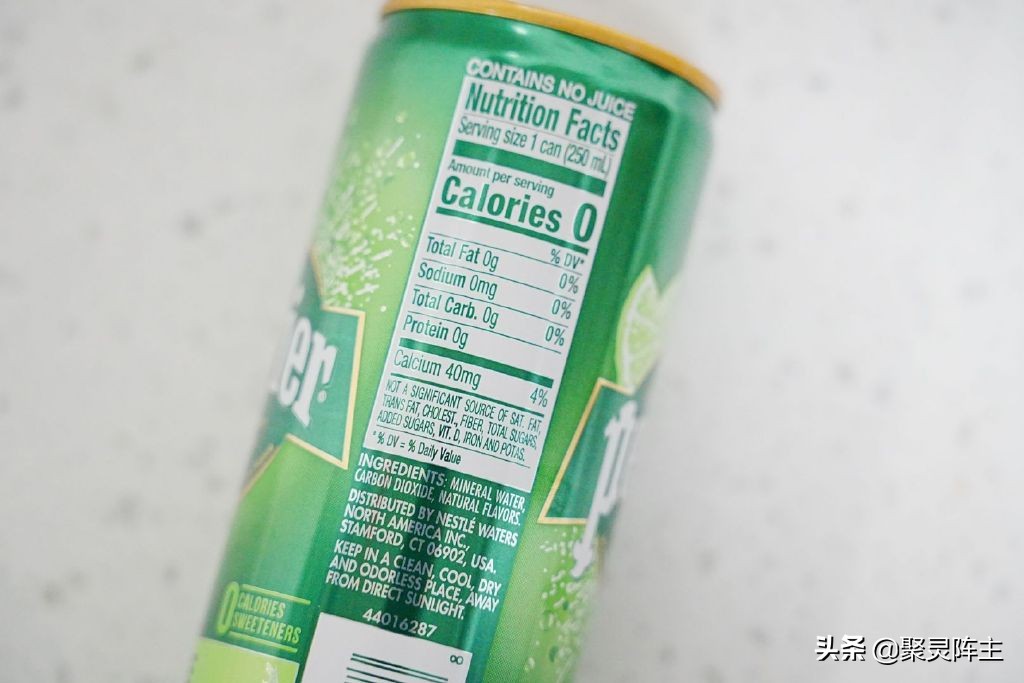 CONTAINS NO JUICE
Nutrition Facts
Serving size 1 can (250 mL)
Amount per serving
Calories 0
% DV*
Total Fat 0g 0%
Sodium 0mg 0%
Total Carb. 0g 0%
Protein 0g
Calcium 40mg 4%
NOT A SIGNIFICANT SOURCE OF SAT. FAT,
TRANS FAT, CHOLEST., FIBER, TOTAL SUGARS,
ADDED SUGARS, VIT. D, IRON AND POTAS.
*% DV = % Daily Value
INGREDIENTS: MINERAL WATER,
CARBON DIOXIDE, NATURAL FLAVORS.
DISTRIBUTED BY NESTLÉ WATERS
NORTH AMERICA INC.,
STAMFORD, CT 06902, USA.
KEEP IN A CLEAN, COOL, DRY
AND ODORLESS PLACE, AWAY
FROM DIRECT SUNLIGHT.
44016287
ier
p
0 CALORIES
SWEETENERS
头条 @聚灵阵主